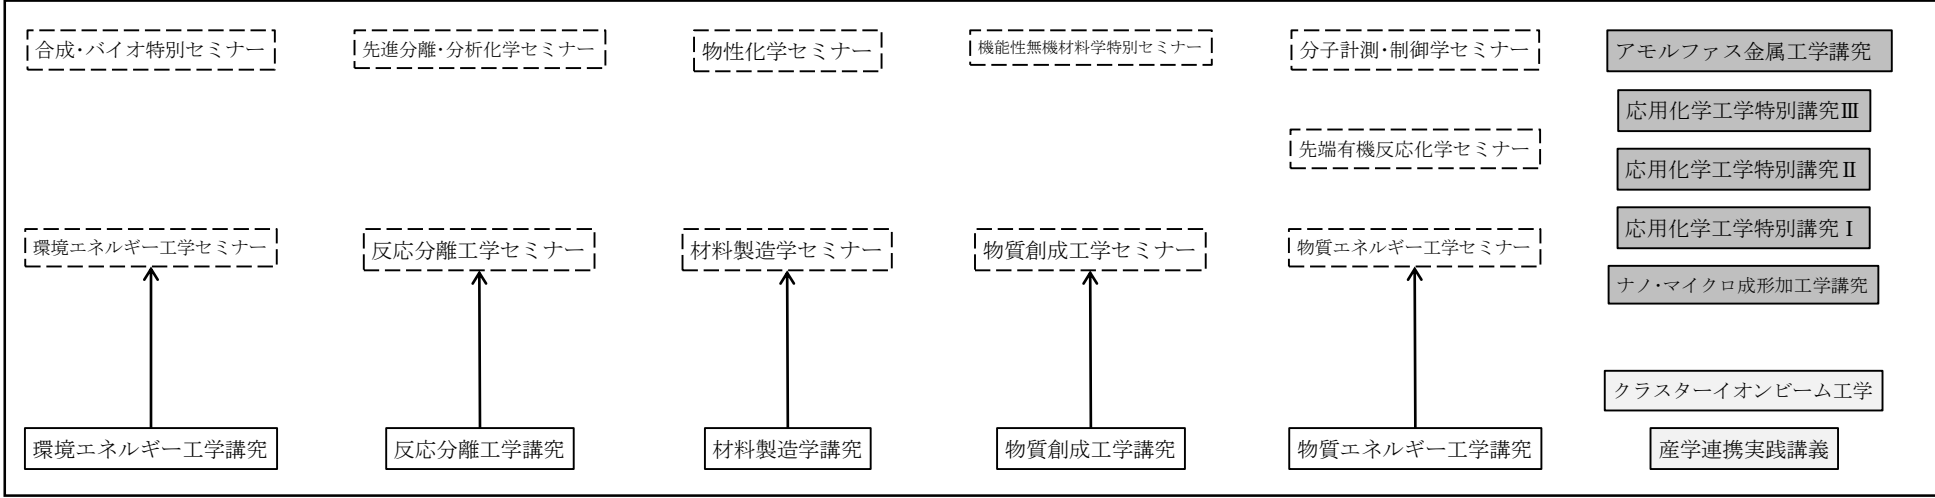 合成・バイオ特別セミナー
先進分離・分析化学セミナー
物性化学セミナー
機能性無機材料学特別セミナー
分子計測・制御学セミナー
アモルファス金属工学講究
応用化学工学特別講究Ⅲ
先端有機反応化学セミナー
応用化学工学特別講究Ⅱ
環境エネルギー工学セミナー
反応分離工学セミナー
材料製造学セミナー
物質創成工学セミナー
物質エネルギー工学セミナー
応用化学工学特別講究Ⅰ
ナノ・マイクロ成形加工学講究
クラスターイオンビーム工学
環境エネルギー工学講究
反応分離工学講究
材料製造学講究
物質創成工学講究
物質エネルギー工学講究
産学連携実践講義